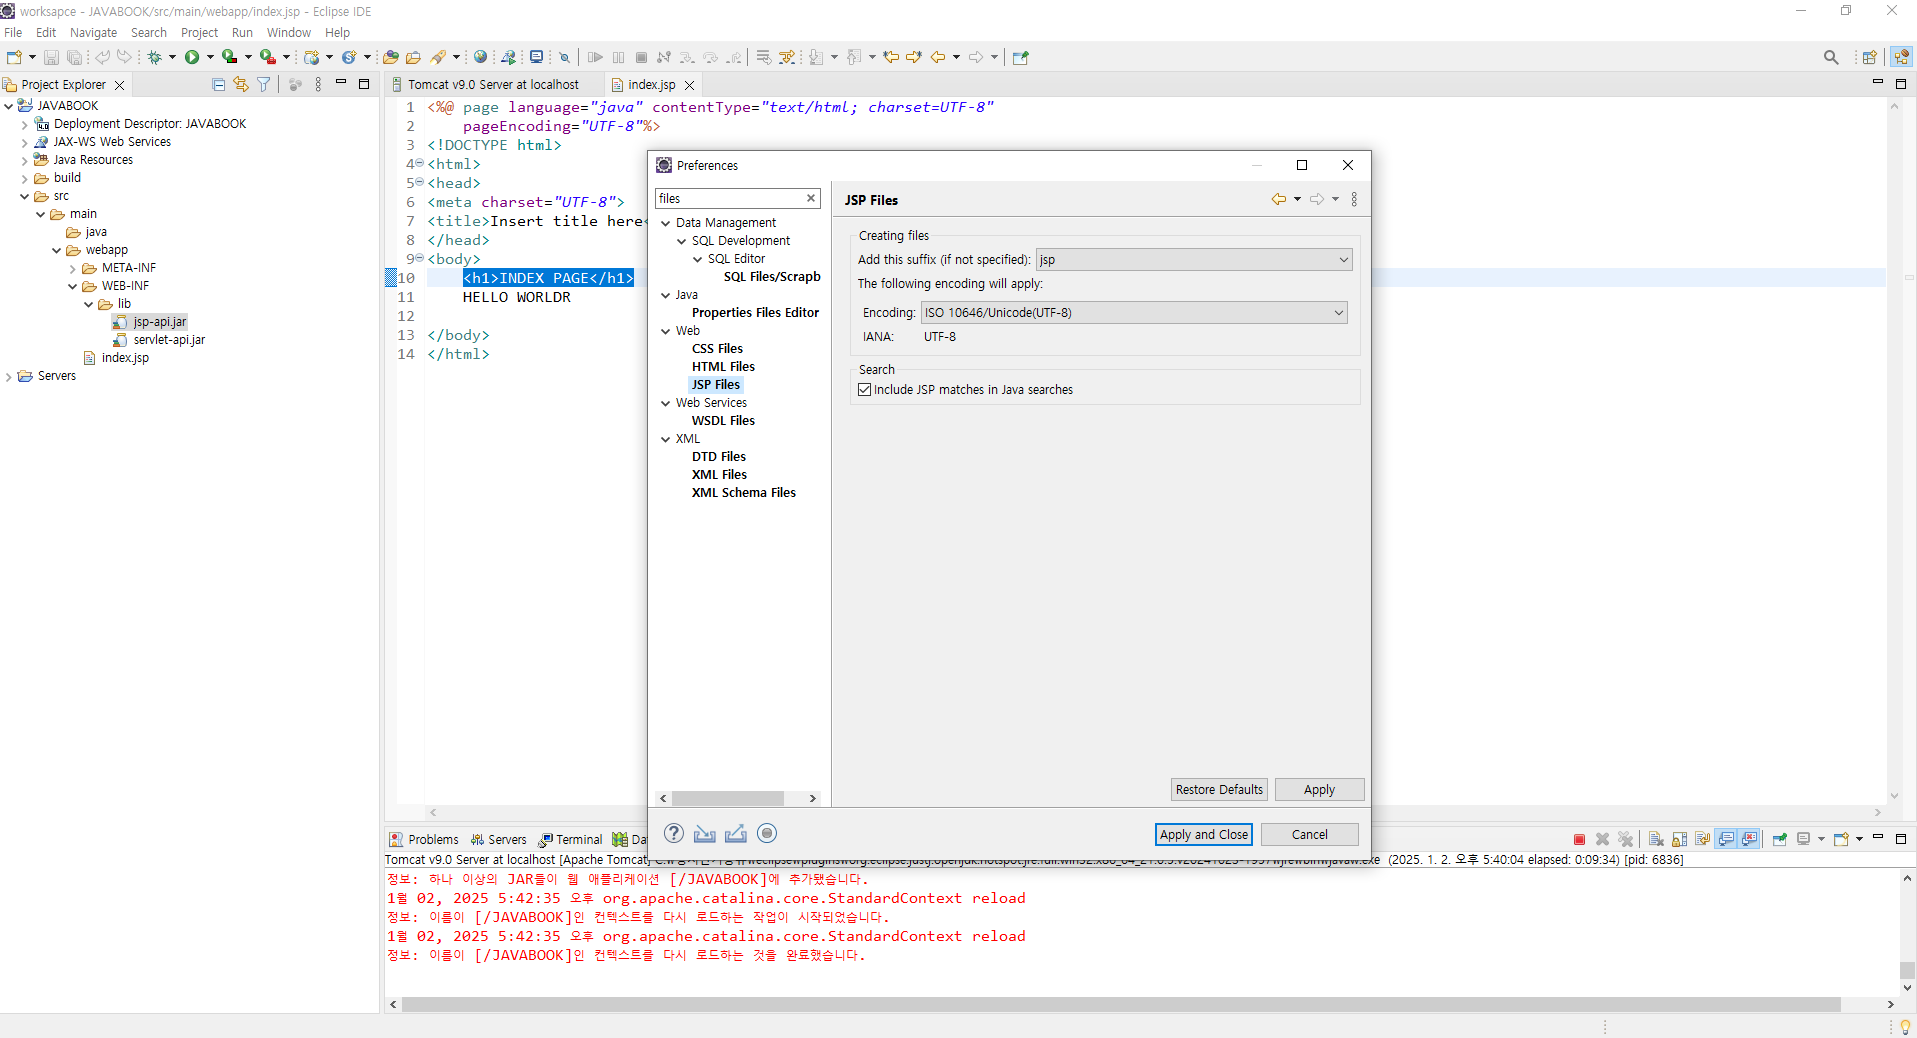 worksapce - JAVABOOK/src/main/webapp/index.jsp - Eclipse IDE
File Edit Navigate Search Project Run Window Help
Project Explorer
JAVABOOK
Deployment Descriptor: JAVABOOK
JAX-WS Web Services
Java Resources
build
src
main
java
webapp
META-INF
WEB-INF
lib
jsp-api.jar
servlet-api.jar
index.jsp
Servers
Tomcat v9.0 Server at localhost
index.jsp
1 <%@ page language="java" contentType="text/html; charset=UTF-8"
2 pageEncoding="UTF-8"%>
3 <!DOCTYPE html>
4 <html>
5 <head>
6 <meta charset="UTF-8">
7 <title>Insert title here
8 </head>
9 <body>
10 <h1>INDEX PAGE</h1>
11 HELLO WORLDR
12
13 </body>
14 </html>
Preferences
files
Data Management
SQL Development
SQL Editor
SQL Files/Scrapb
Java
Properties Files Editor
Web
CSS Files
HTML Files
JSP Files
Web Services
WSDL Files
XML
DTD Files
XML Files
XML Schema Files
JSP Files
Creating files
Add this suffix (if not specified): jsp
The following encoding will apply:
Encoding: ISO 10646/Unicode(UTF-8)
IANA: UTF-8
Search
Include JSP matches in Java searches
Restore Defaults Apply
Apply and Close Cancel
Problems Servers Terminal Da
Tomcat v9.0 Server at localhost [Apache Tomcat] (2025. 1. 2. 오후 5:40:04 elapsed: 0:09:34) [pid: 6836]
정보: 하나 이상의 JAR들이 웹 애플리케이션 [/JAVABOOK]에 추가됐습니다.
1월 02, 2025 5:42:35 오후 org.apache.catalina.core.StandardContext reload
정보: 이름이 [/JAVABOOK]인 컨텍스트를 다시 로드하는 작업이 시작되었습니다.
1월 02, 2025 5:42:35 오후 org.apache.catalina.core.StandardContext reload
정보: 이름이 [/JAVABOOK]인 컨텍스트를 다시 로드하는 것을 완료했습니다.